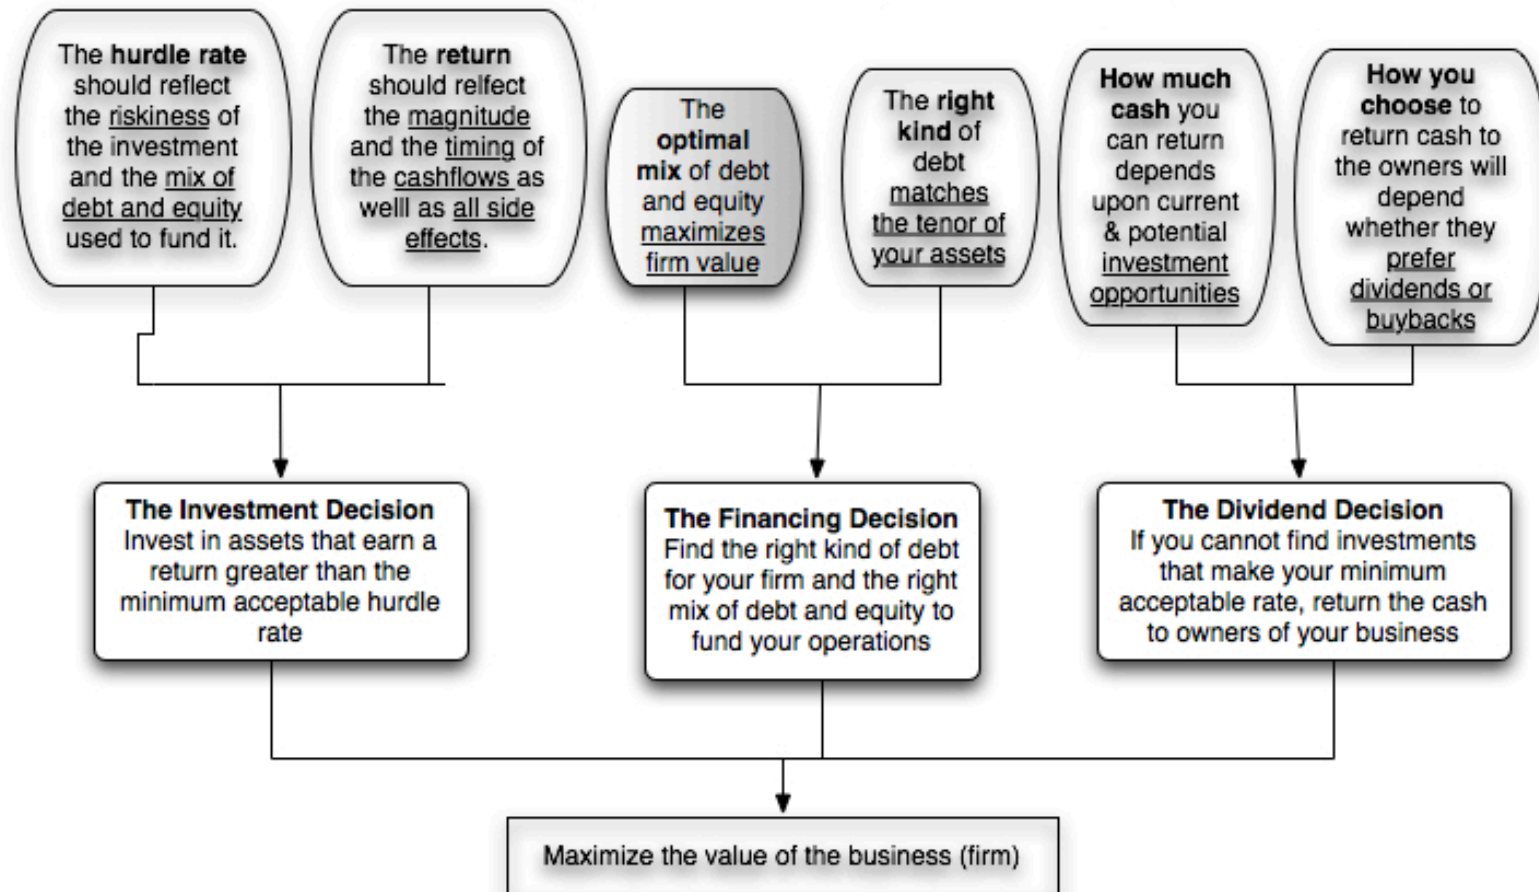 The hurdle rate
should reflect
the riskiness of
the investment
and the mix of
debt and equity
used to fund it.
The return
should relfect
the magnitude
and the timing of
the cashflows as
welll as all side
effects.
The
optimal
mix of debt
and equity
maximizes
firm value
The right
kind of
debt
matches
the tenor of
your assets
How much
cash you
can return
depends
upon current
& potential
investment
opportunities
How you
choose to
return cash to
the owners will
depend
whether they
prefer
dividends or
buybacks
The Investment Decision
Invest in assets that earn a
return greater than the
minimum acceptable hurdle
rate
The Financing Decision
Find the right kind of debt
for your firm and the right
mix of debt and equity to
fund your operations
The Dividend Decision
If you cannot find investments
that make your minimum
acceptable rate, return the cash
to owners of your business
Maximize the value of the business (firm)